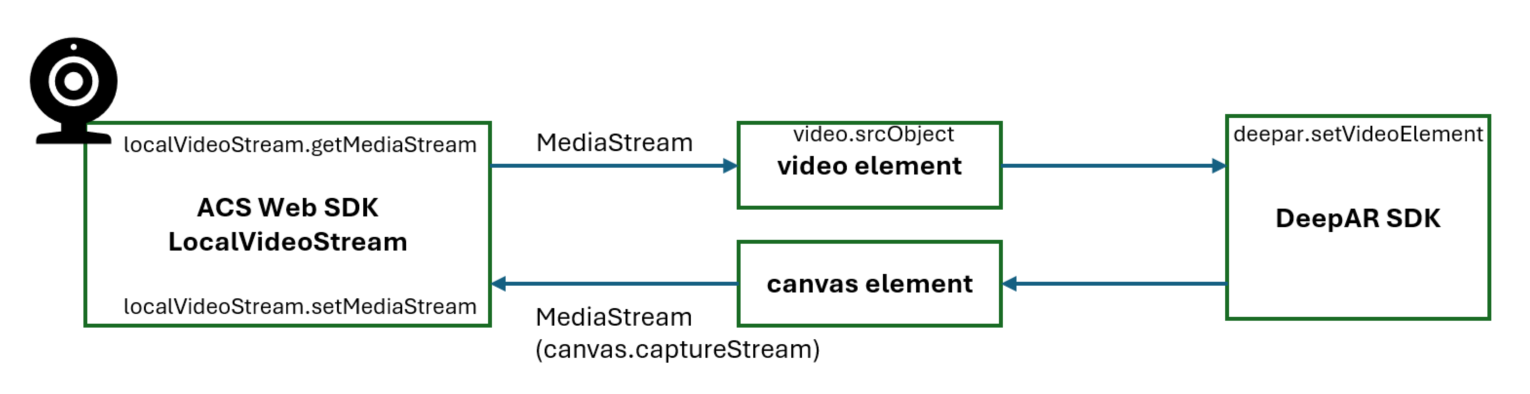 localVideoStream.getMediaStream
ACS Web SDK
LocalVideoStream
localVideoStream.setMediaStream
MediaStream
video.srcObject
video element
deepar.setVideoElement
DeepAR SDK
canvas element
MediaStream
(canvas.captureStream)